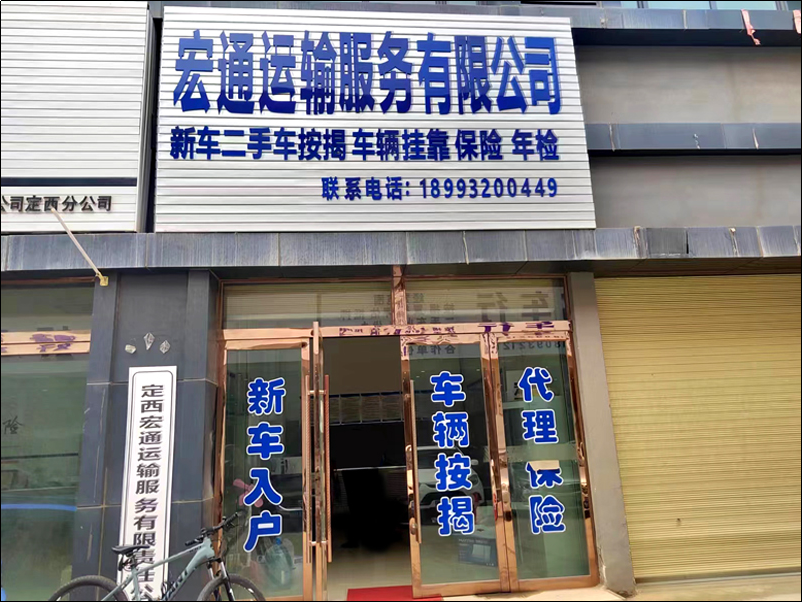 宏通运输服务有限公司
新车二手车按揭 车辆挂靠 保险 年检
联系电话: 18993200449
公司定西分公司
定西宏通运输服务有限责任公
新车入户
车辆按揭
代理保险